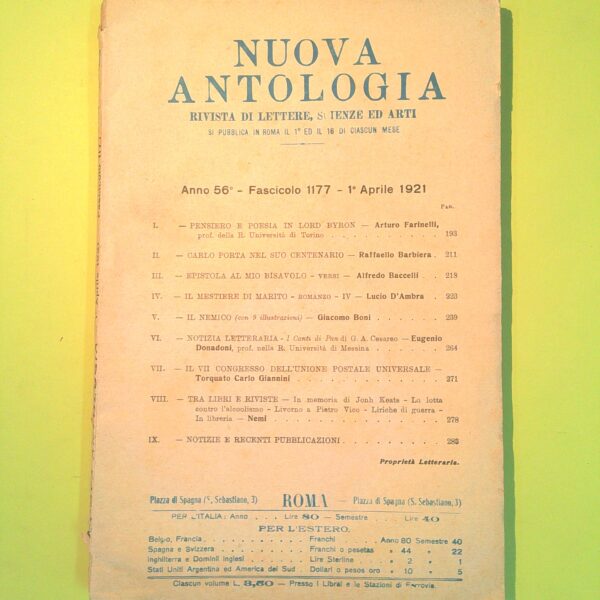 NUOVA
ANTOLOGIA
RIVISTA DI LETTERE, SCIENZE ED ARTI
SI PUBBLICA IN ROMA IL 1° ED IL 16 DI CIASCUN MESE
Anno 56° - Fascicolo 1177 - 1° Aprile 1921
Pag.
I. — PENSIERO E POESIA IN LORD BYRON — Arturo Farinelli,
prof. della R. Università di Torino . . . . . . . . . . . 193
II. — CARLO PORTA NEL SUO CENTENARIO — Raffaello Barbiera . 211
III. — EPISTOLA AL MIO BISAVOLO - VERSI — Alfredo Baccelli . . 218
IV. — IL MESTIERE DI MARITO - ROMANZO - IV — Lucio D'Ambra . . 223
V. — IL NEMICO (con 9 illustrazioni) — Giacomo Boni . . . . . 239
VI. — NOTIZIA LETTERARIA - I Canti di Pan di G. A. Cesareo — Eugenio
Donadoni, prof. nella R. Università di Messina . . . . . . . 264
VII. — IL VII CONGRESSO DELL'UNIONE POSTALE UNIVERSALE —
Torquato Carlo Giannini . . . . . . . . . . . . . . 271
VIII. — TRA LIBRI E RIVISTE — In memoria di Jonh Keats - La lotta
contro l'alcoolismo - Livorno a Pietro Vico - Liriche di guerra -
In libreria — Nemi . . . . . . . . . . . . . . . . 278
IX. — NOTIZIE E RECENTI PUBBLICAZIONI . . . . . . . . . . 285
Proprietà Letteraria.
Piazza di Spagna (S. Sebastiano, 3) ROMA — Piazza di Spagna (S. Sebastiano, 3)
PER L'ITALIA: Anno . . . . Lire 80 — Semestre . . . . Lire 40
PER L'ESTERO.
Belgio, Francia . . . . . . . . . . Franchi . . . . Anno 80 Semestre 40
Spagna e Svizzera . . . . . . . . Franchi o pesetas » 44 » 22
Inghilterra e Dominii Inglesi . . . . . Lire Sterline . . » 2 » 1
Stati Uniti Argentina ed America del Sud . Dollari o pesos oro » 10 » 5
Ciascun volume L. 3,50 — Presso i Librai e le Stazioni di Ferrovia.